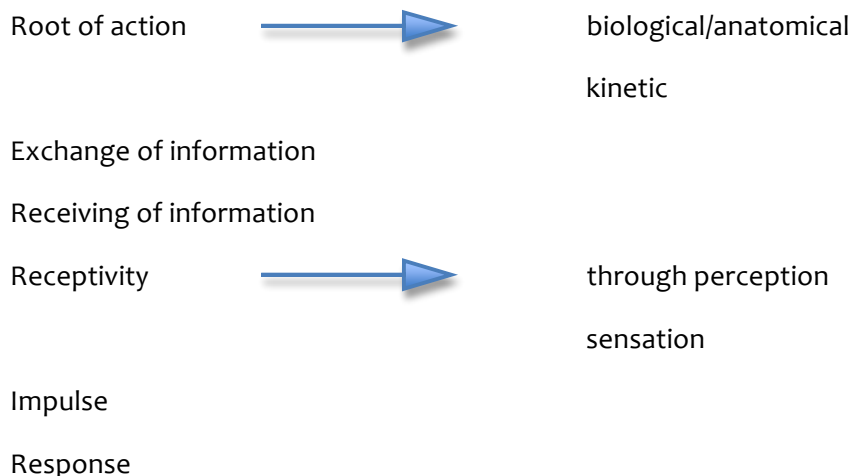 Root of action biological/anatomical
kinetic
Exchange of information
Receiving of information
Receptivity through perception
sensation
Impulse
Response